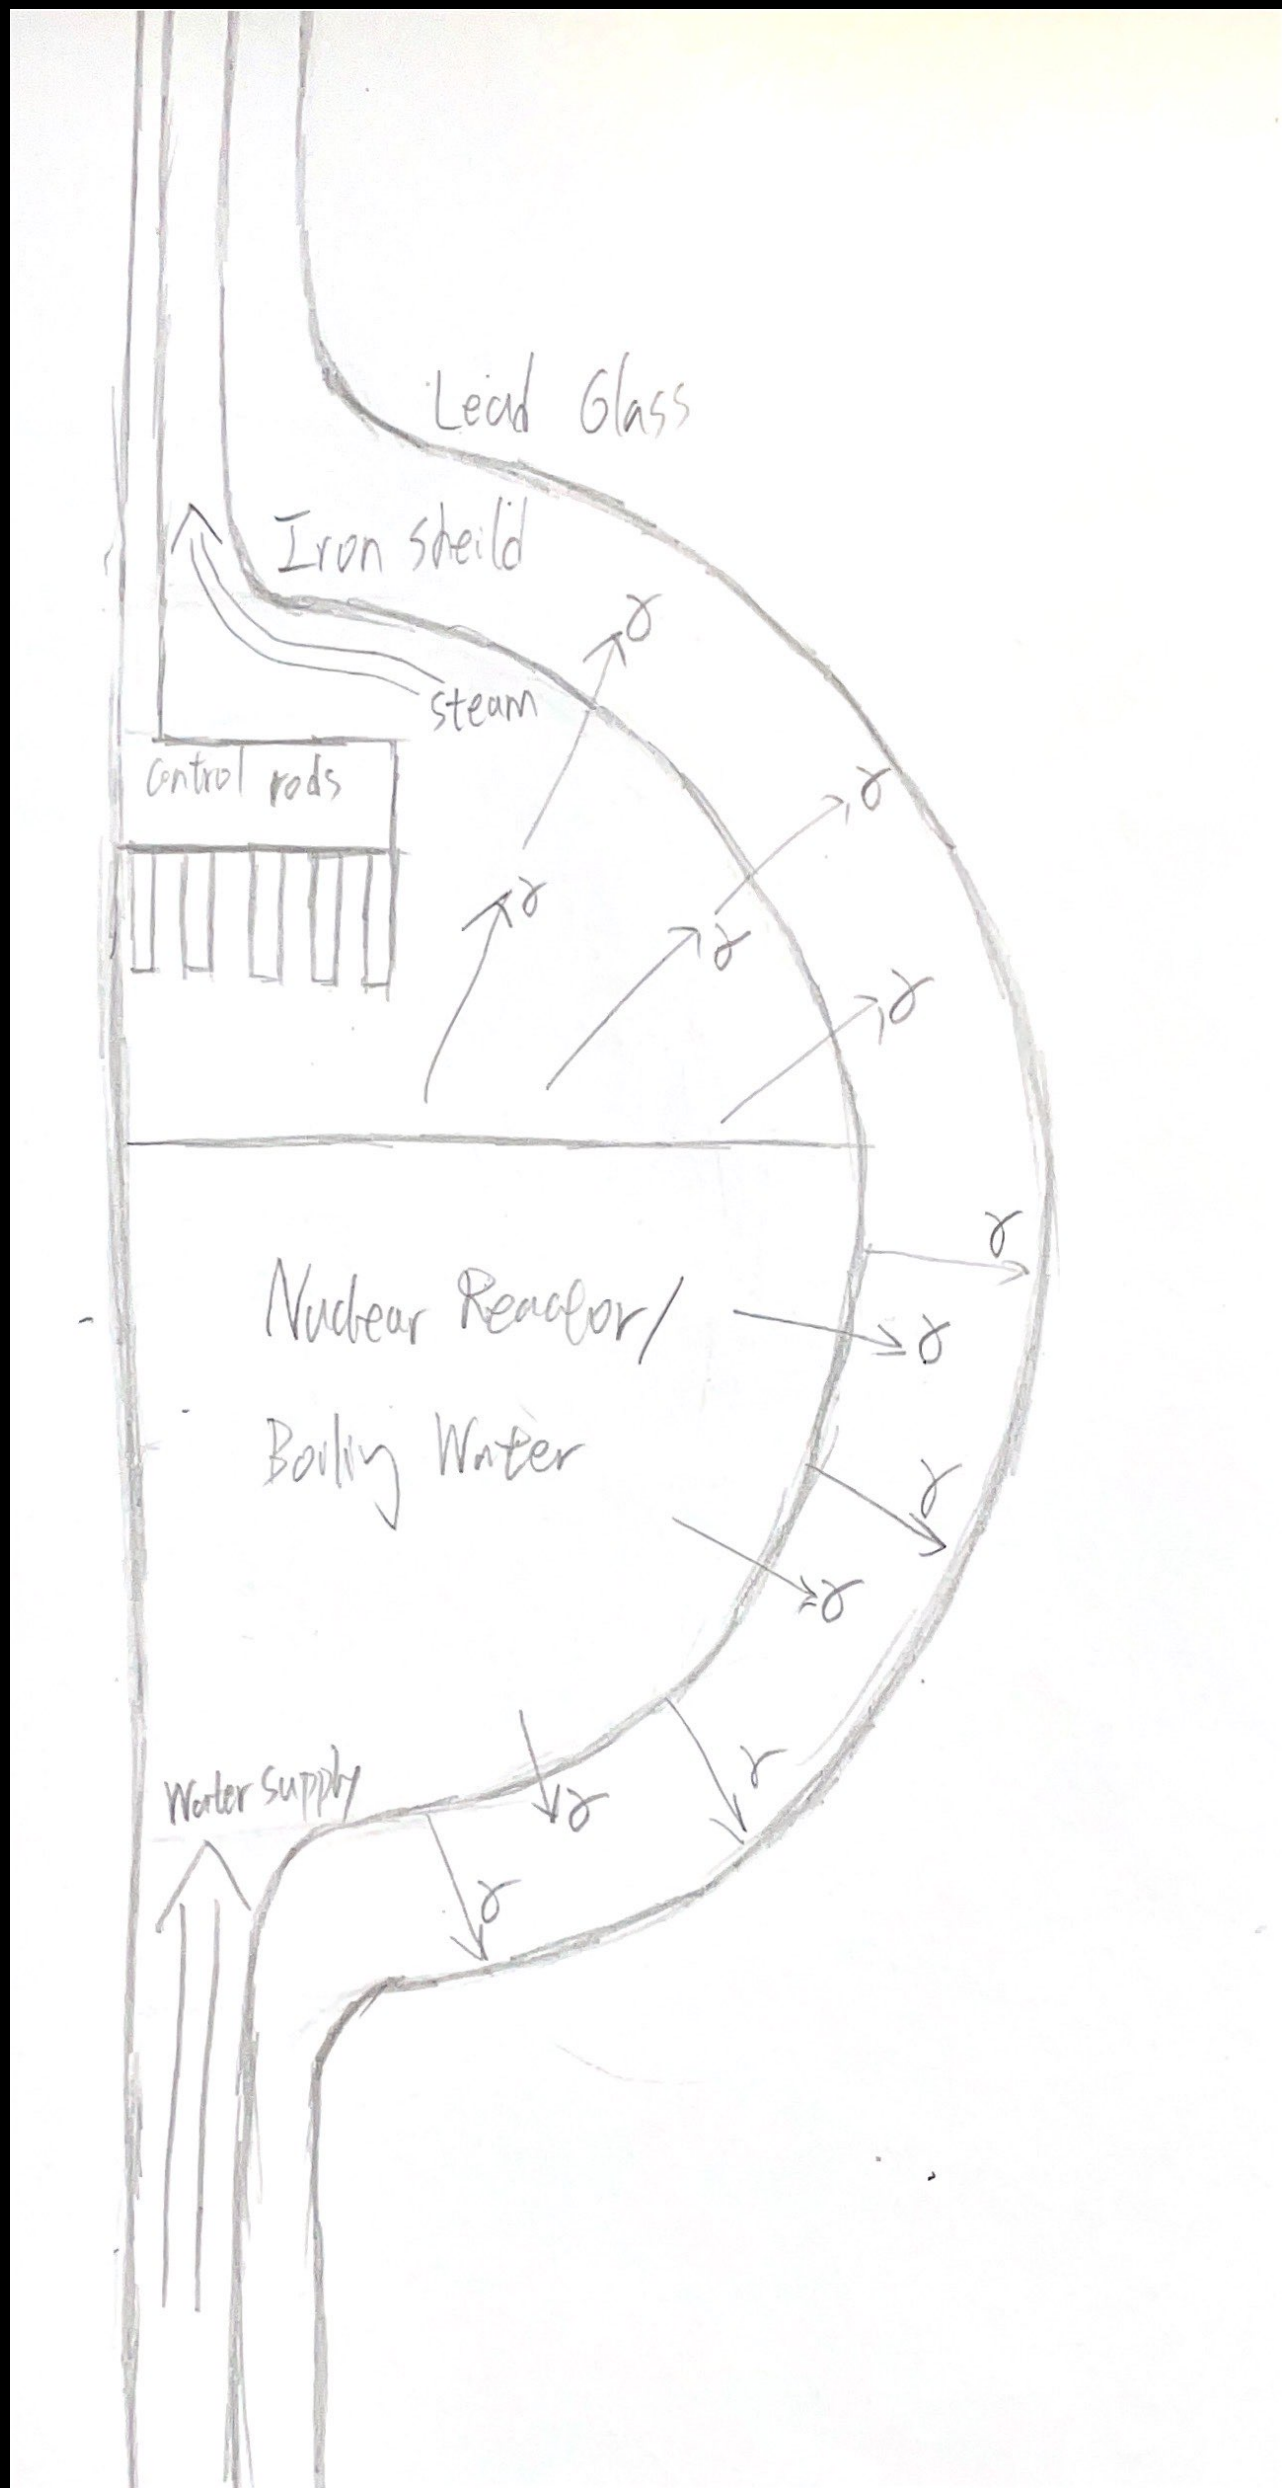 Lead Glass
Iron sheild
γ
steam
control rods
γ
γ
γ
γ
γ
Nuclear Reactor/
γ
Boiling Water
γ
γ
γ
Water supply
γ
γ